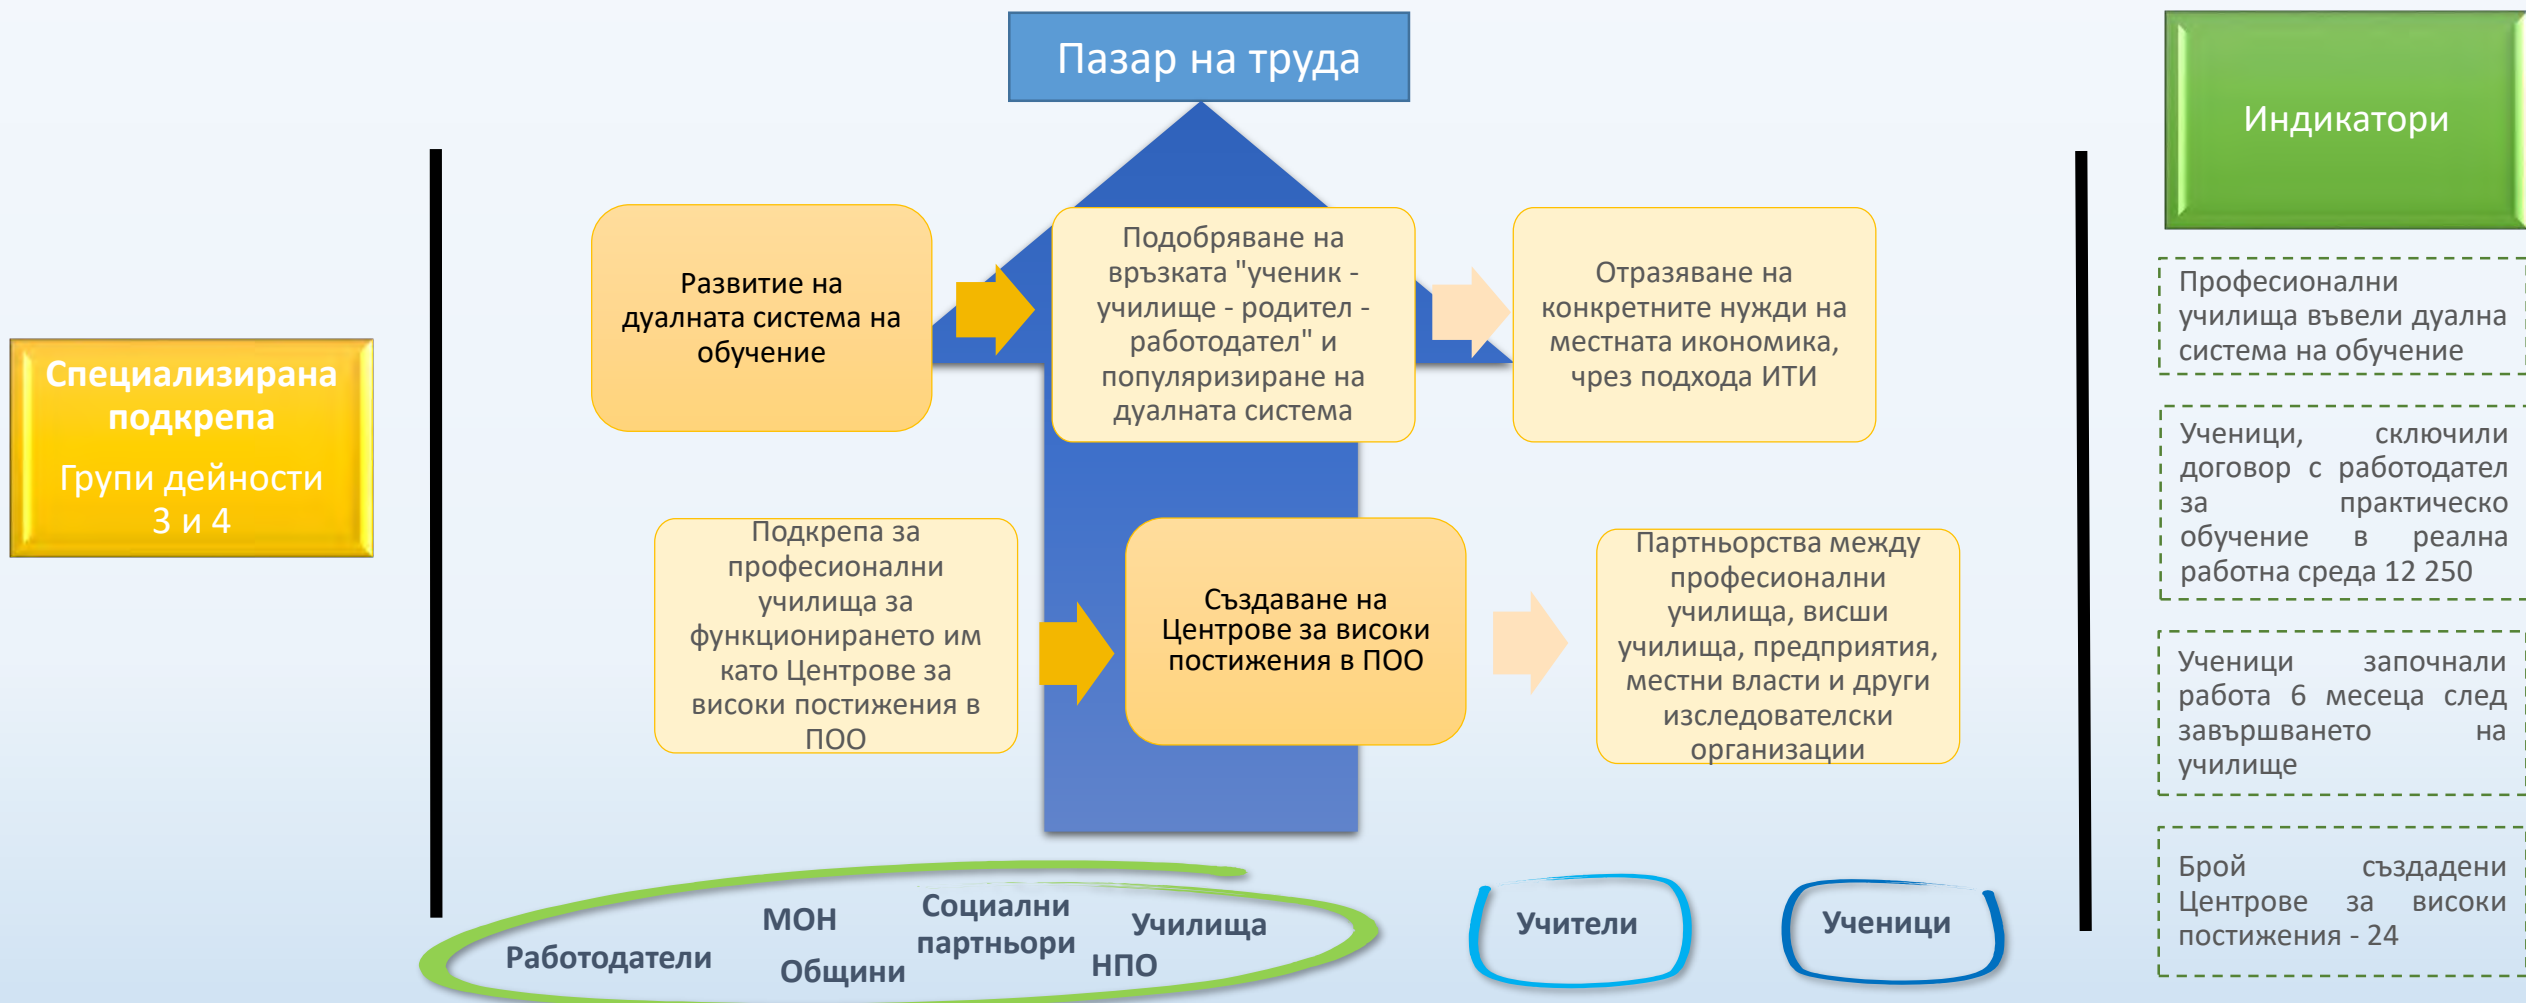 Пазар на труда
Специализирана
подкрепа
Групи дейности
3 и 4
Развитие на
дуалната система на
обучение
Подобряване на
връзката "ученик -
училище - родител -
работодател" и
популяризиране на
дуалната система
Отразяване на
конкретните нужди на
местната икономика,
чрез подхода ИТИ
Подкрепа за
професионални
училища за
функционирането им
като Центрове за
високи постижения в
ПОО
Създаване на
Центрове за високи
постижения в ПОО
Партньорства между
професионални
училища, висши
училища, предприятия,
местни власти и други
изследователски
организации
Работодатели
МОН
Общини
Социални
партньори
Училища
НПО
Учители
Ученици
Индикатори
Професионални
училища въвели дуална
система на обучение
Ученици, сключили
договор с работодател
за практическо
обучение в реална
работна среда 12 250
Ученици започнали
работа 6 месеца след
завършването на
училище
Брой създадени
Центрове за високи
постижения - 24